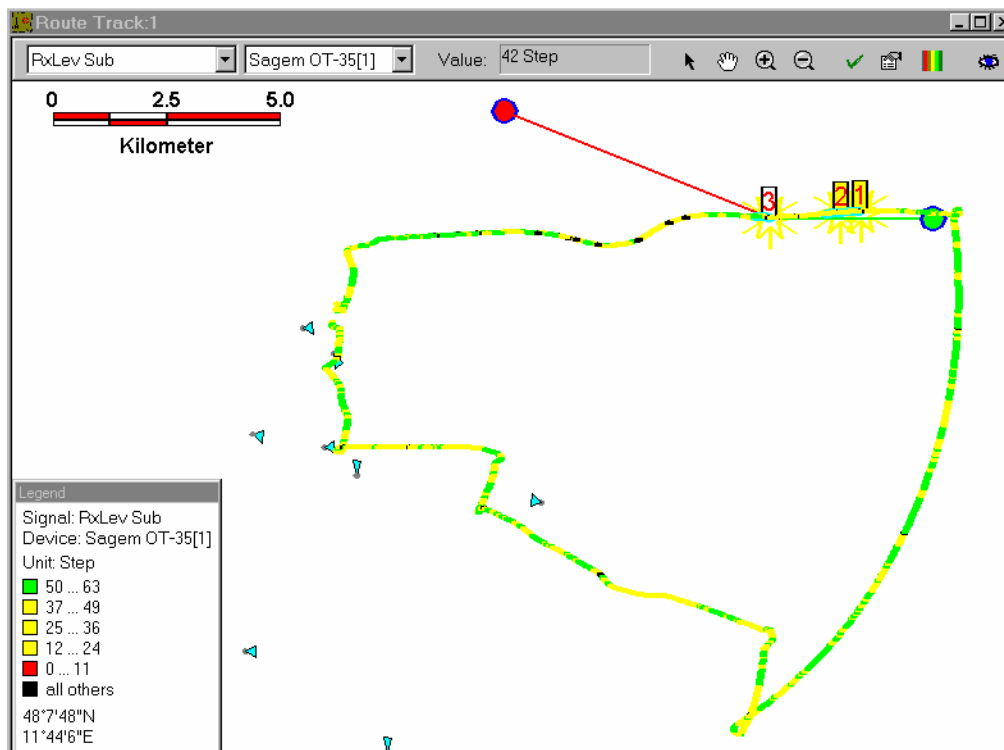 Route Track:1
RxLev Sub Sagem OT-35[1] Value: 42 Step
0 2.5 5.0
Kilometer
3 2 1
Legend
Signal: RxLev Sub
Device: Sagem OT-35[1]
Unit: Step
50 ... 63
37 ... 49
25 ... 36
12 ... 24
0 ... 11
all others
48°7'48"N
11°44'6"E